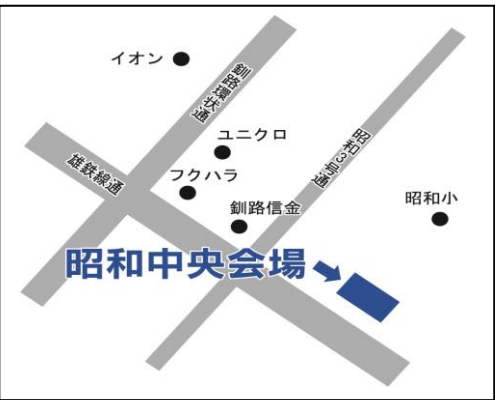 イオン
釧路環状通
ユニクロ
昭和3号通
雄鉄線通
フクハラ
釧路信金
昭和小
昭和中央会場